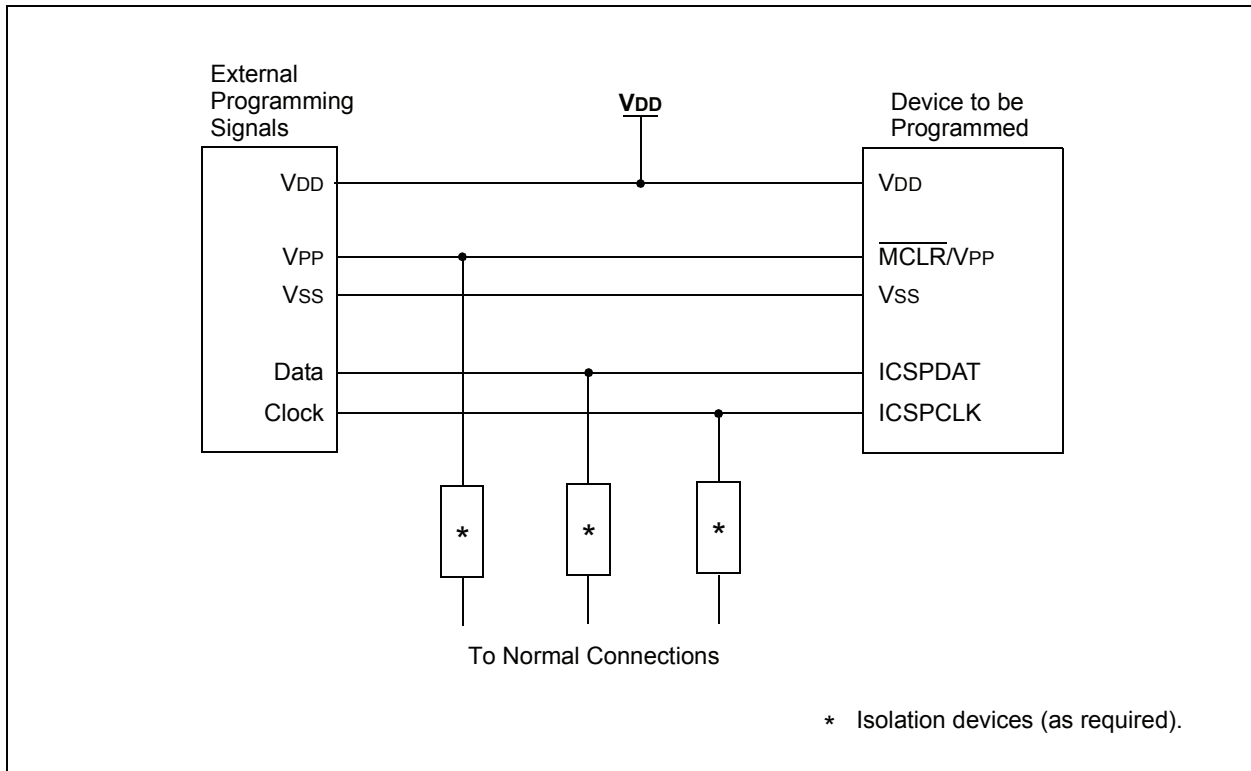 External
Programming
Signals
VDD
Device to be
Programmed
VDD
VDD
VPP
MCLR/VPP
VSS
VSS
Data
ICSPDAT
Clock
ICSPCLK
*
*
*
To Normal Connections
* Isolation devices (as required).